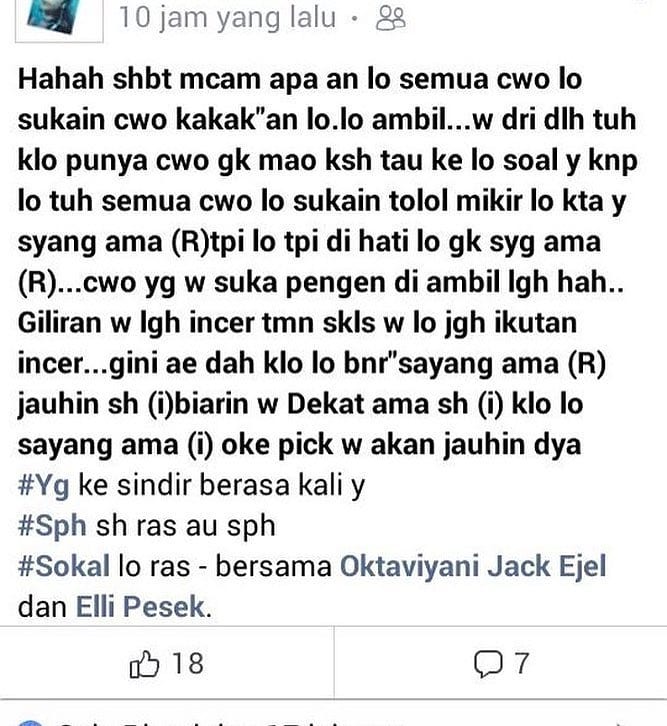 10 jam yang lalu ·
Hahah shbt mcam apa an lo semua cwo lo
sukain cwo kakak"an lo.lo ambil...w dri dlh tuh
klo punya cwo gk mao ksh tau ke lo soal y knp
lo tuh semua cwo lo sukain tolol mikir lo kta y
syang ama (R)tpi lo tpi di hati lo gk syg ama
(R)...cwo yg w suka pengen di ambil lgh hah..
Giliran w lgh incer tmn skls w lo jgh ikutan
incer...gini ae dah klo lo bnr"sayang ama (R)
jauhin sh (i)biarin w Dekat ama sh (i) klo lo
sayang ama (i) oke pick w akan jauhin dya
#Yg ke sindir berasa kali y
#Sph sh ras au sph
#Sokal lo ras - bersama Oktaviyani Jack Ejel
dan Elli Pesek.
18
7